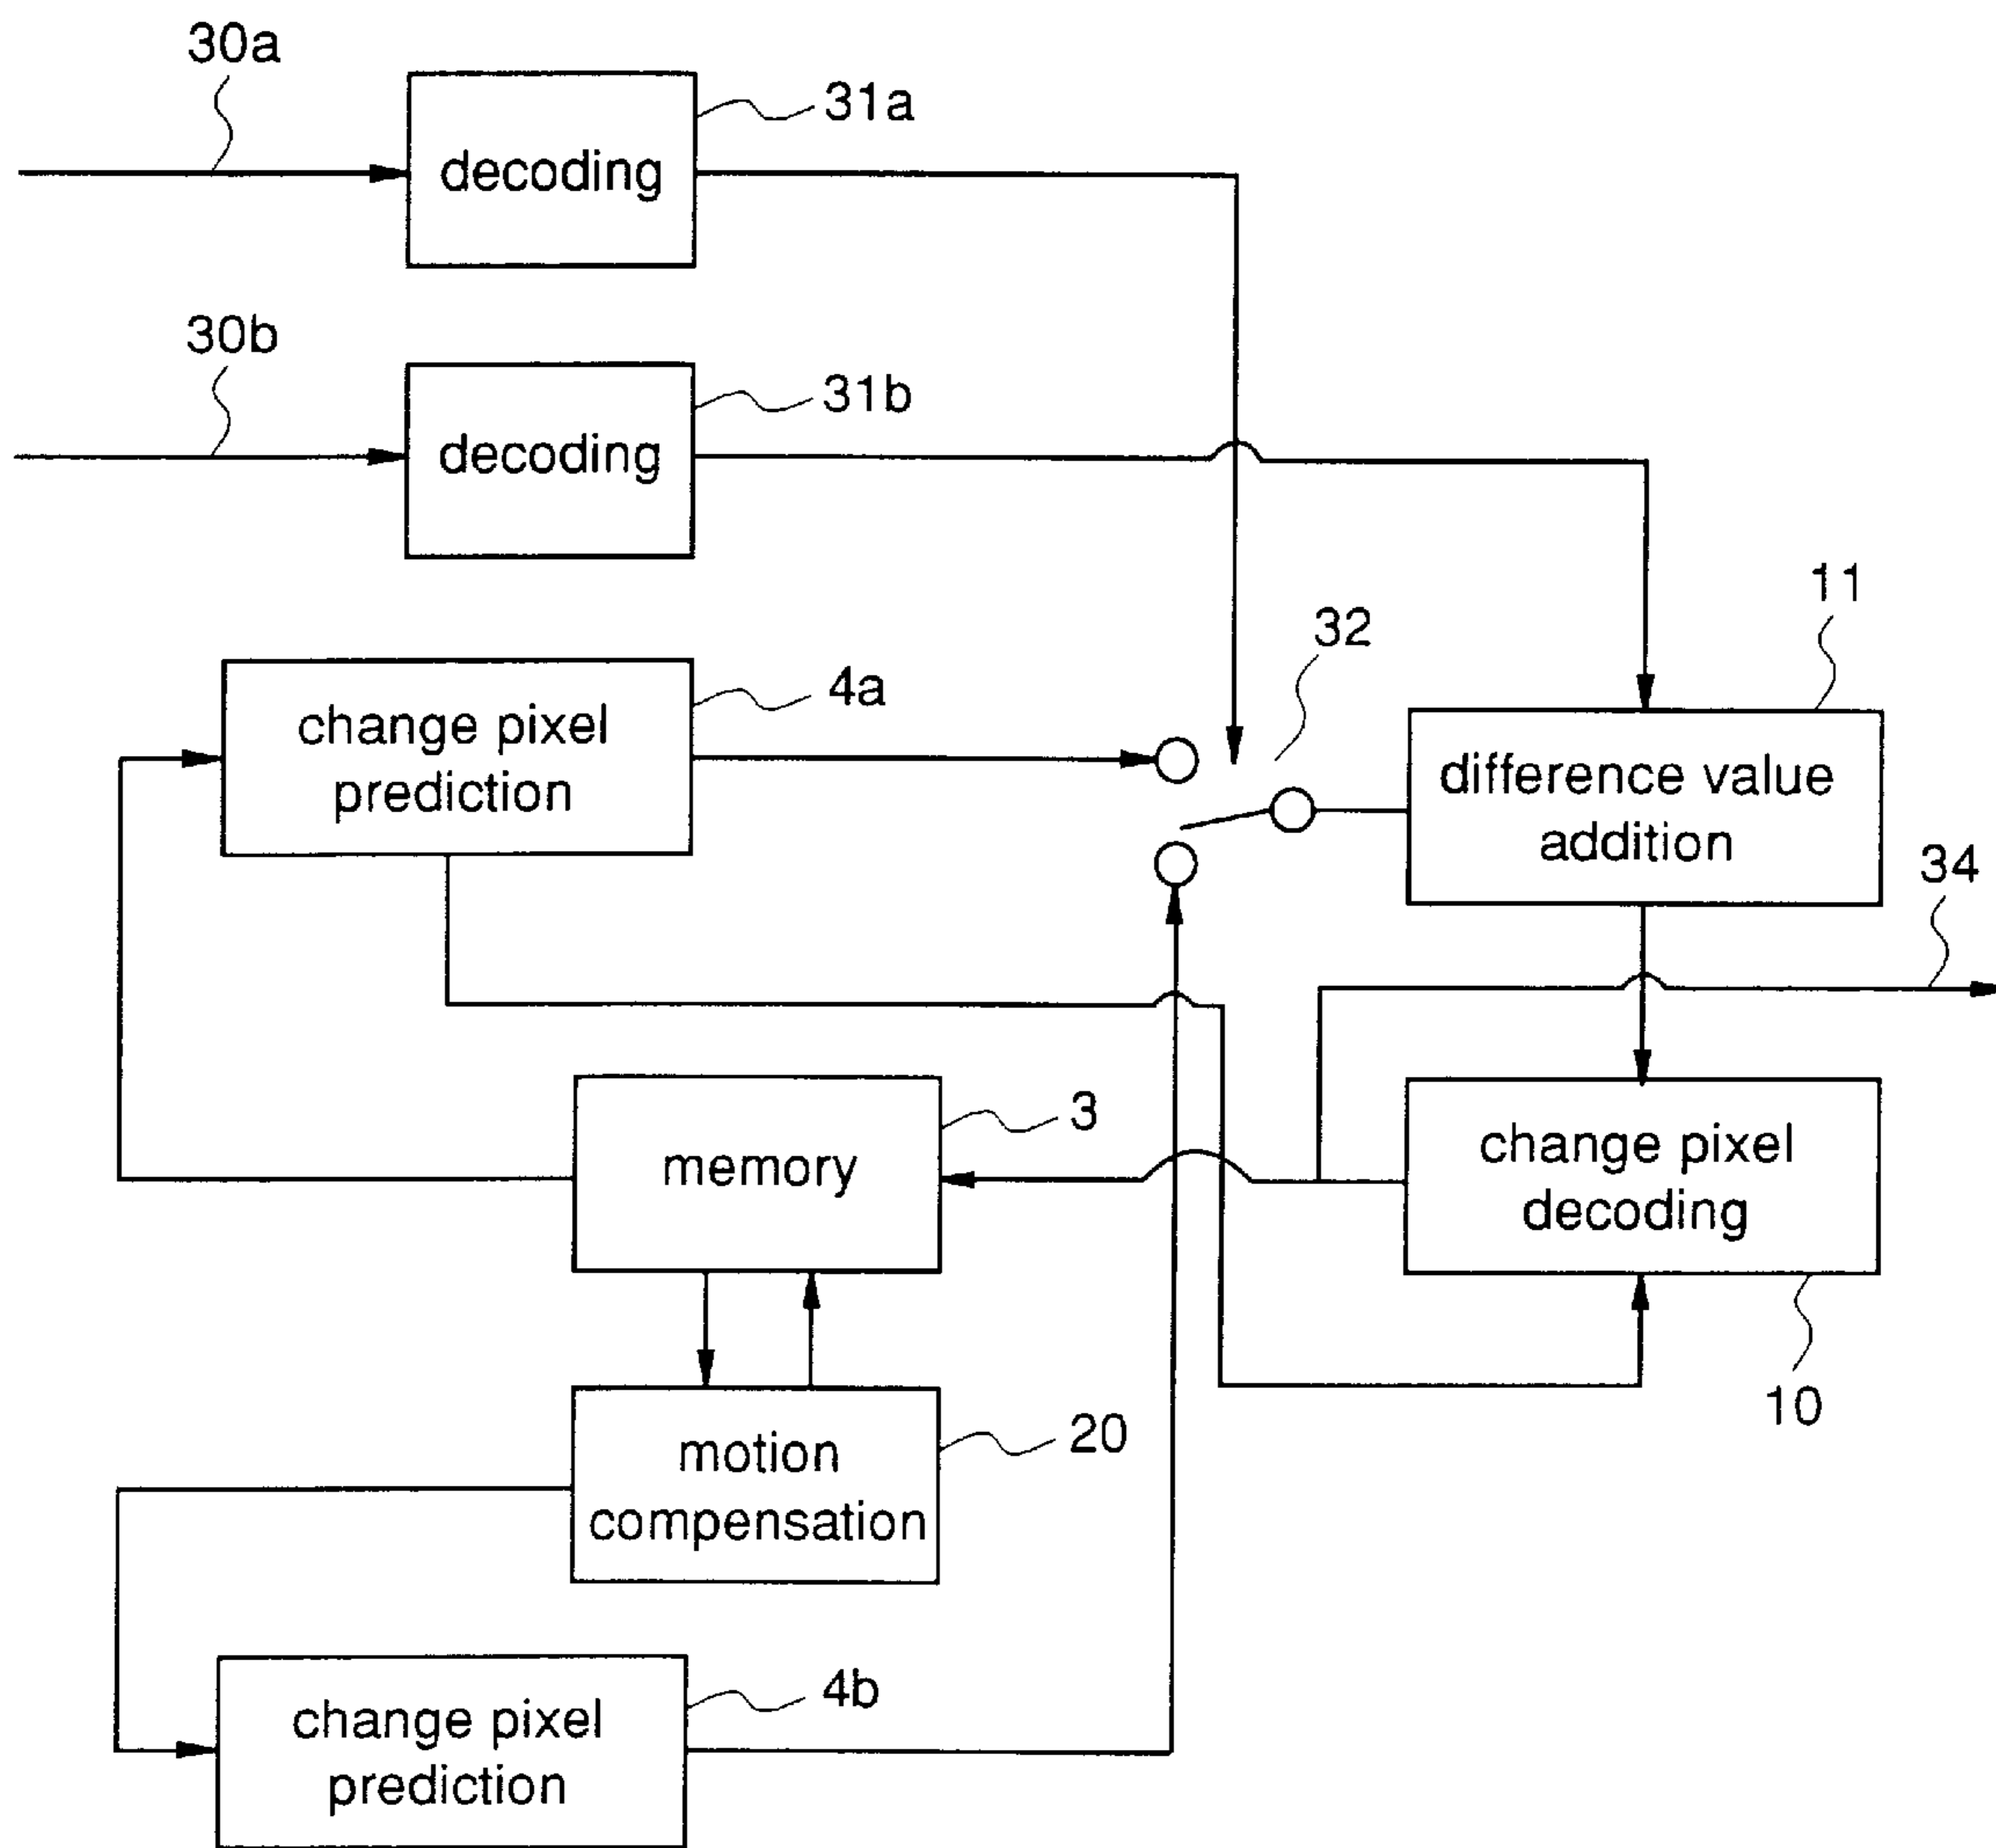 30a
31a
decoding
30b
31b
decoding
11
32
4a
change pixel
prediction
difference value
addition
34
3
memory
change pixel
decoding
10
20
motion
compensation
4b
change pixel
prediction